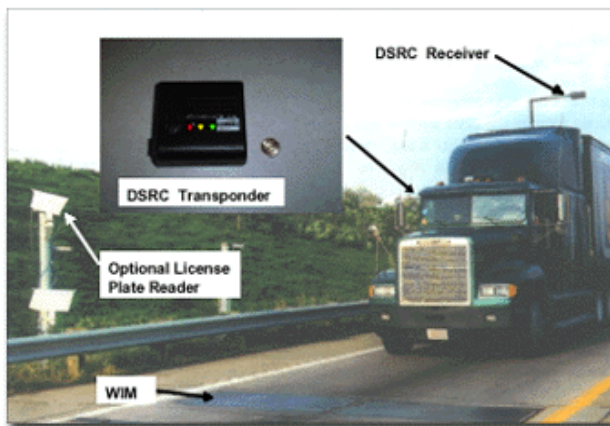 DSRC Receiver
DSRC Transponder
Optional License
Plate Reader
WIM